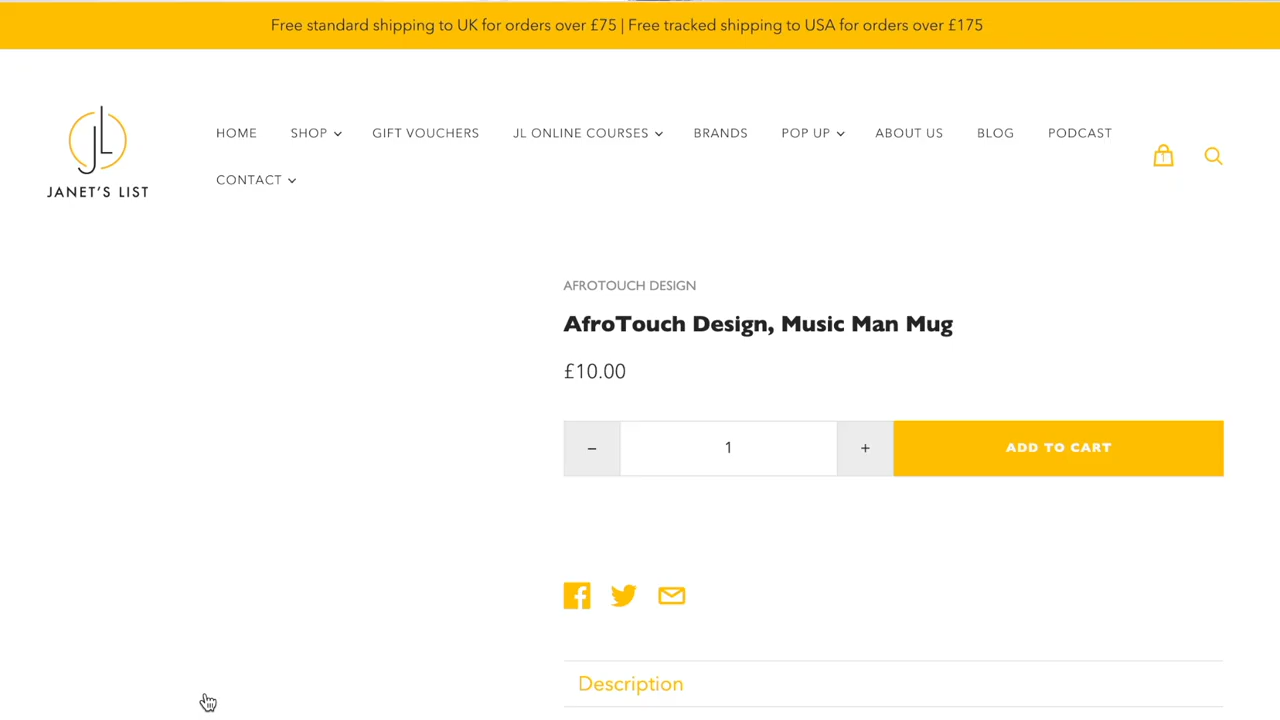 Free standard shipping to UK for orders over £75 | Free tracked shipping to USA for orders over £175
JL
JANET'S LIST
HOME SHOP GIFT VOUCHERS JL ONLINE COURSES BRANDS POP UP ABOUT US BLOG PODCAST
CONTACT
1
AFROTOUCH DESIGN
AfroTouch Design, Music Man Mug
£10.00
– 1 + ADD TO CART
Description